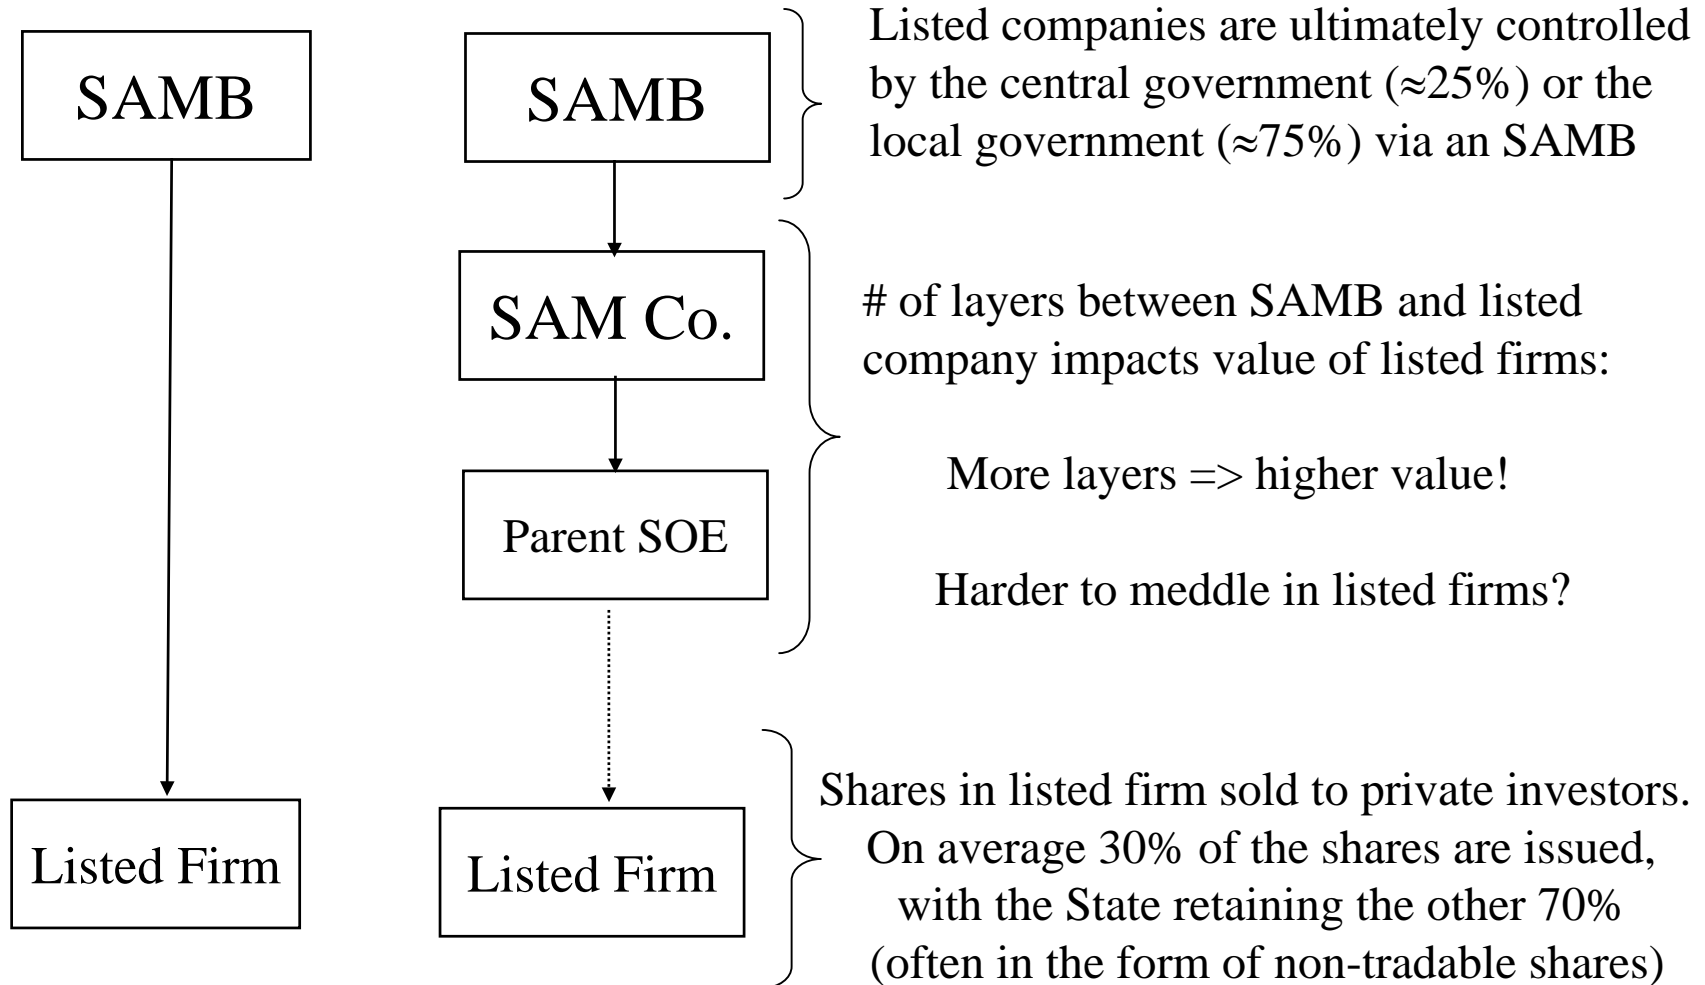 SAMB
SAMB
Listed companies are ultimately controlled
by the central government (≈25%) or the
local government (≈75%) via an SAMB
SAM Co.
# of layers between SAMB and listed
company impacts value of listed firms:
More layers => higher value!
Parent SOE
Harder to meddle in listed firms?
Listed Firm
Listed Firm
Shares in listed firm sold to private investors.
On average 30% of the shares are issued,
with the State retaining the other 70%
(often in the form of non-tradable shares)